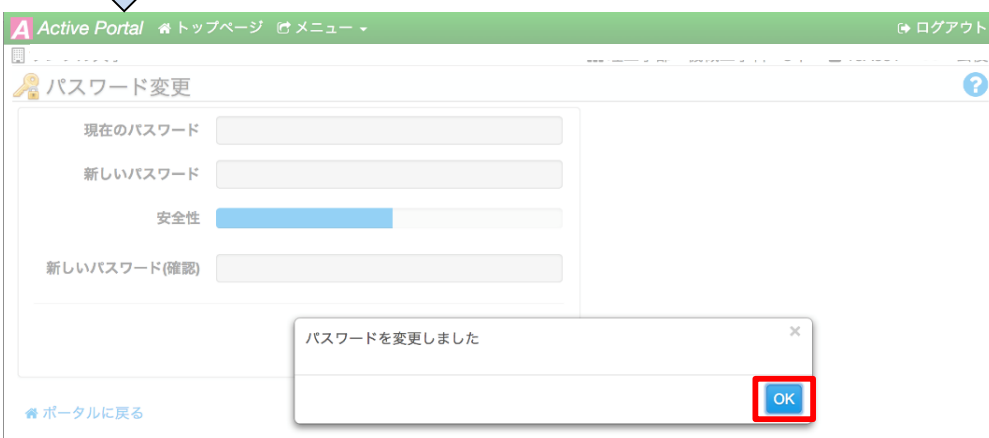 A Active Portal トップページ メニュー ログアウト
パスワード変更
現在のパスワード
新しいパスワード
安全性
新しいパスワード(確認)
パスワードを変更しました ×
OK
ポータルに戻る